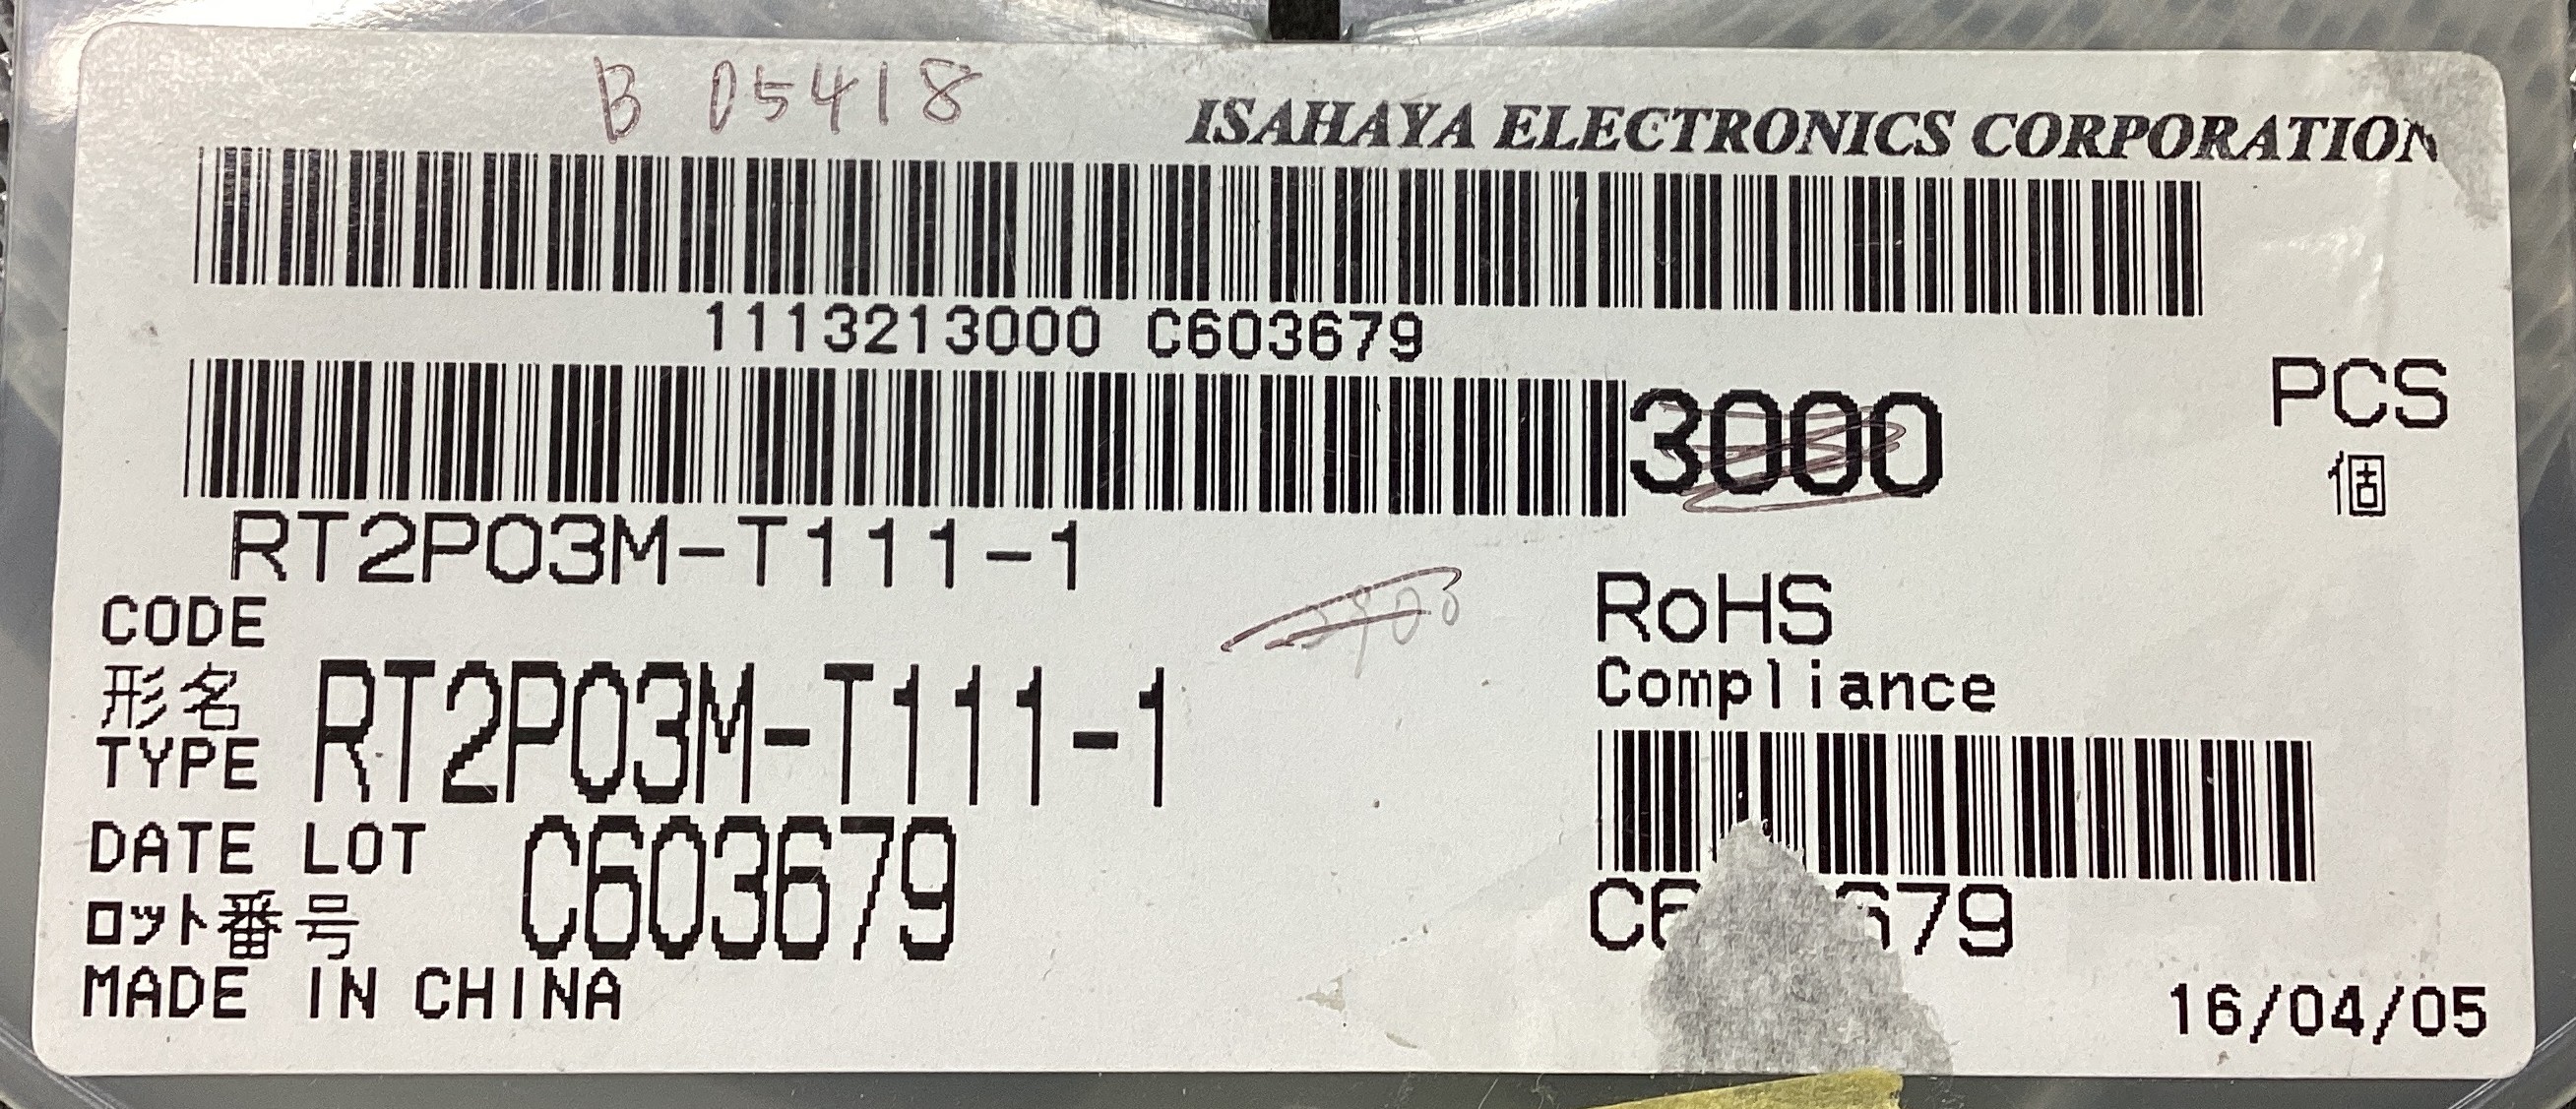 B 05418
ISAHAYA ELECTRONICS CORPORATION
1113213000 C603679
3000
PCS
個
RT2P03M-T111-1
CODE
RoHS
Compliance
形名
TYPE
RT2P03M-T111-1
DATE LOT
ロット番号
C603679
C6 679
MADE IN CHINA
16/04/05